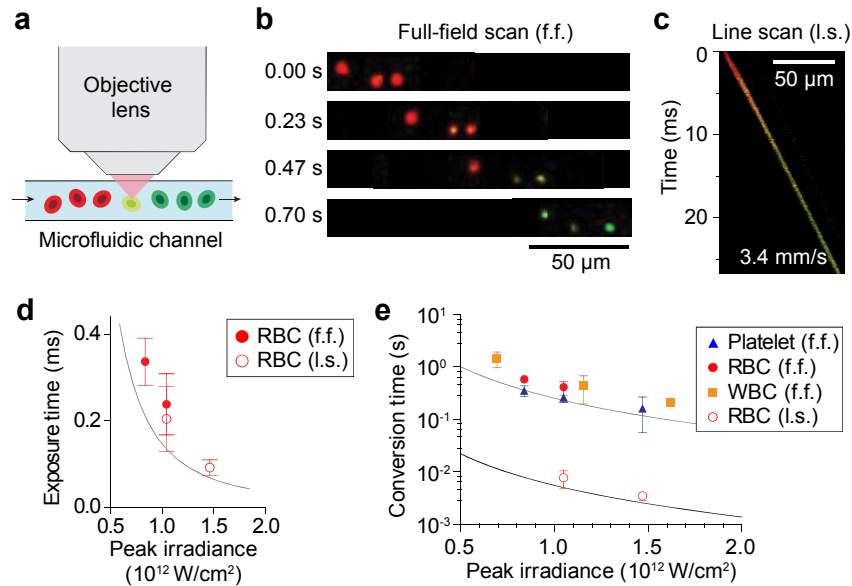 a
Objective
lens
Microfluidic channel
b
Full-field scan (f.f.)
0.00 s
0.23 s
0.47 s
0.70 s
50 µm
c
Line scan (l.s.)
0
10
20
Time (ms)
50 µm
3.4 mm/s
d
0.4
0.2
0.0
Exposure time (ms)
RBC (f.f.)
RBC (l.s.)
0.5
1.0
1.5
2.0
Peak irradiance
(10¹² W/cm²)
e
10¹
10⁰
10⁻¹
10⁻²
10⁻³
Conversion time (s)
Platelet (f.f.)
RBC (f.f.)
WBC (f.f.)
RBC (l.s.)
0.5
1.0
1.5
2.0
Peak irradiance (10¹² W/cm²)